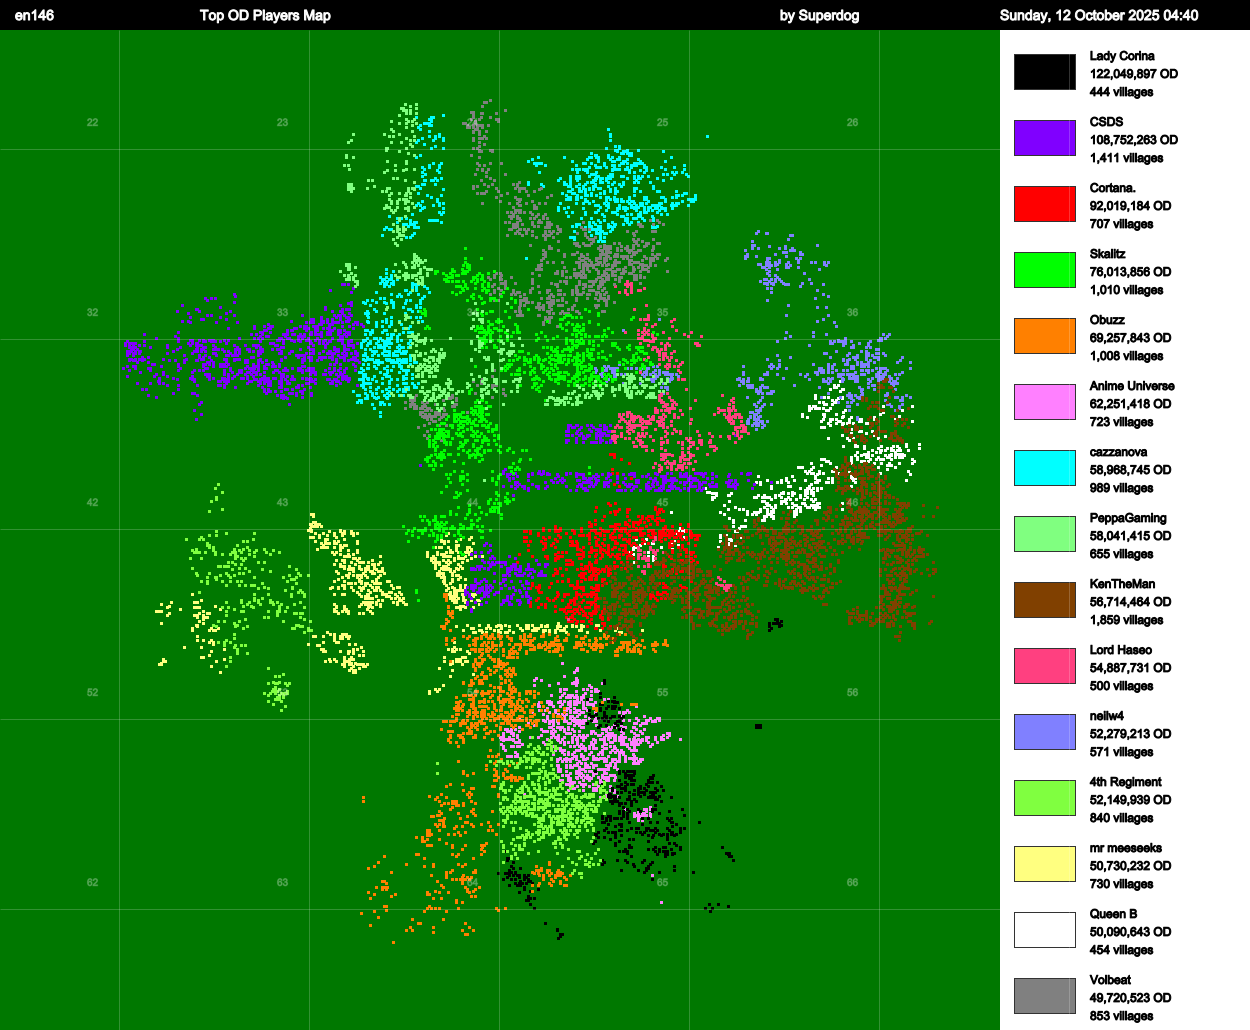 en146 Top OD Players Map by Superdog Sunday, 12 October 2025 04:40
Lady Corina
122,049,897 OD
444 villages
CSDS
108,752,263 OD
1,411 villages
Cortana.
92,019,184 OD
707 villages
Skalitz
76,013,856 OD
1,010 villages
Obuzz
69,257,843 OD
1,008 villages
Anime Universe
62,251,418 OD
723 villages
cazzanova
58,968,745 OD
989 villages
PeppaGaming
58,041,415 OD
655 villages
KenTheMan
56,714,464 OD
1,859 villages
Lord Haseo
54,887,731 OD
500 villages
neilw4
52,279,213 OD
571 villages
4th Regiment
52,149,939 OD
840 villages
mr meeseeks
50,730,232 OD
730 villages
Queen B
50,090,643 OD
454 villages
Volbeat
49,720,523 OD
853 villages
22 23 25 26
32 33 34 35 36
42 43 44 45 46
52 55 56
62 63 64 65 66